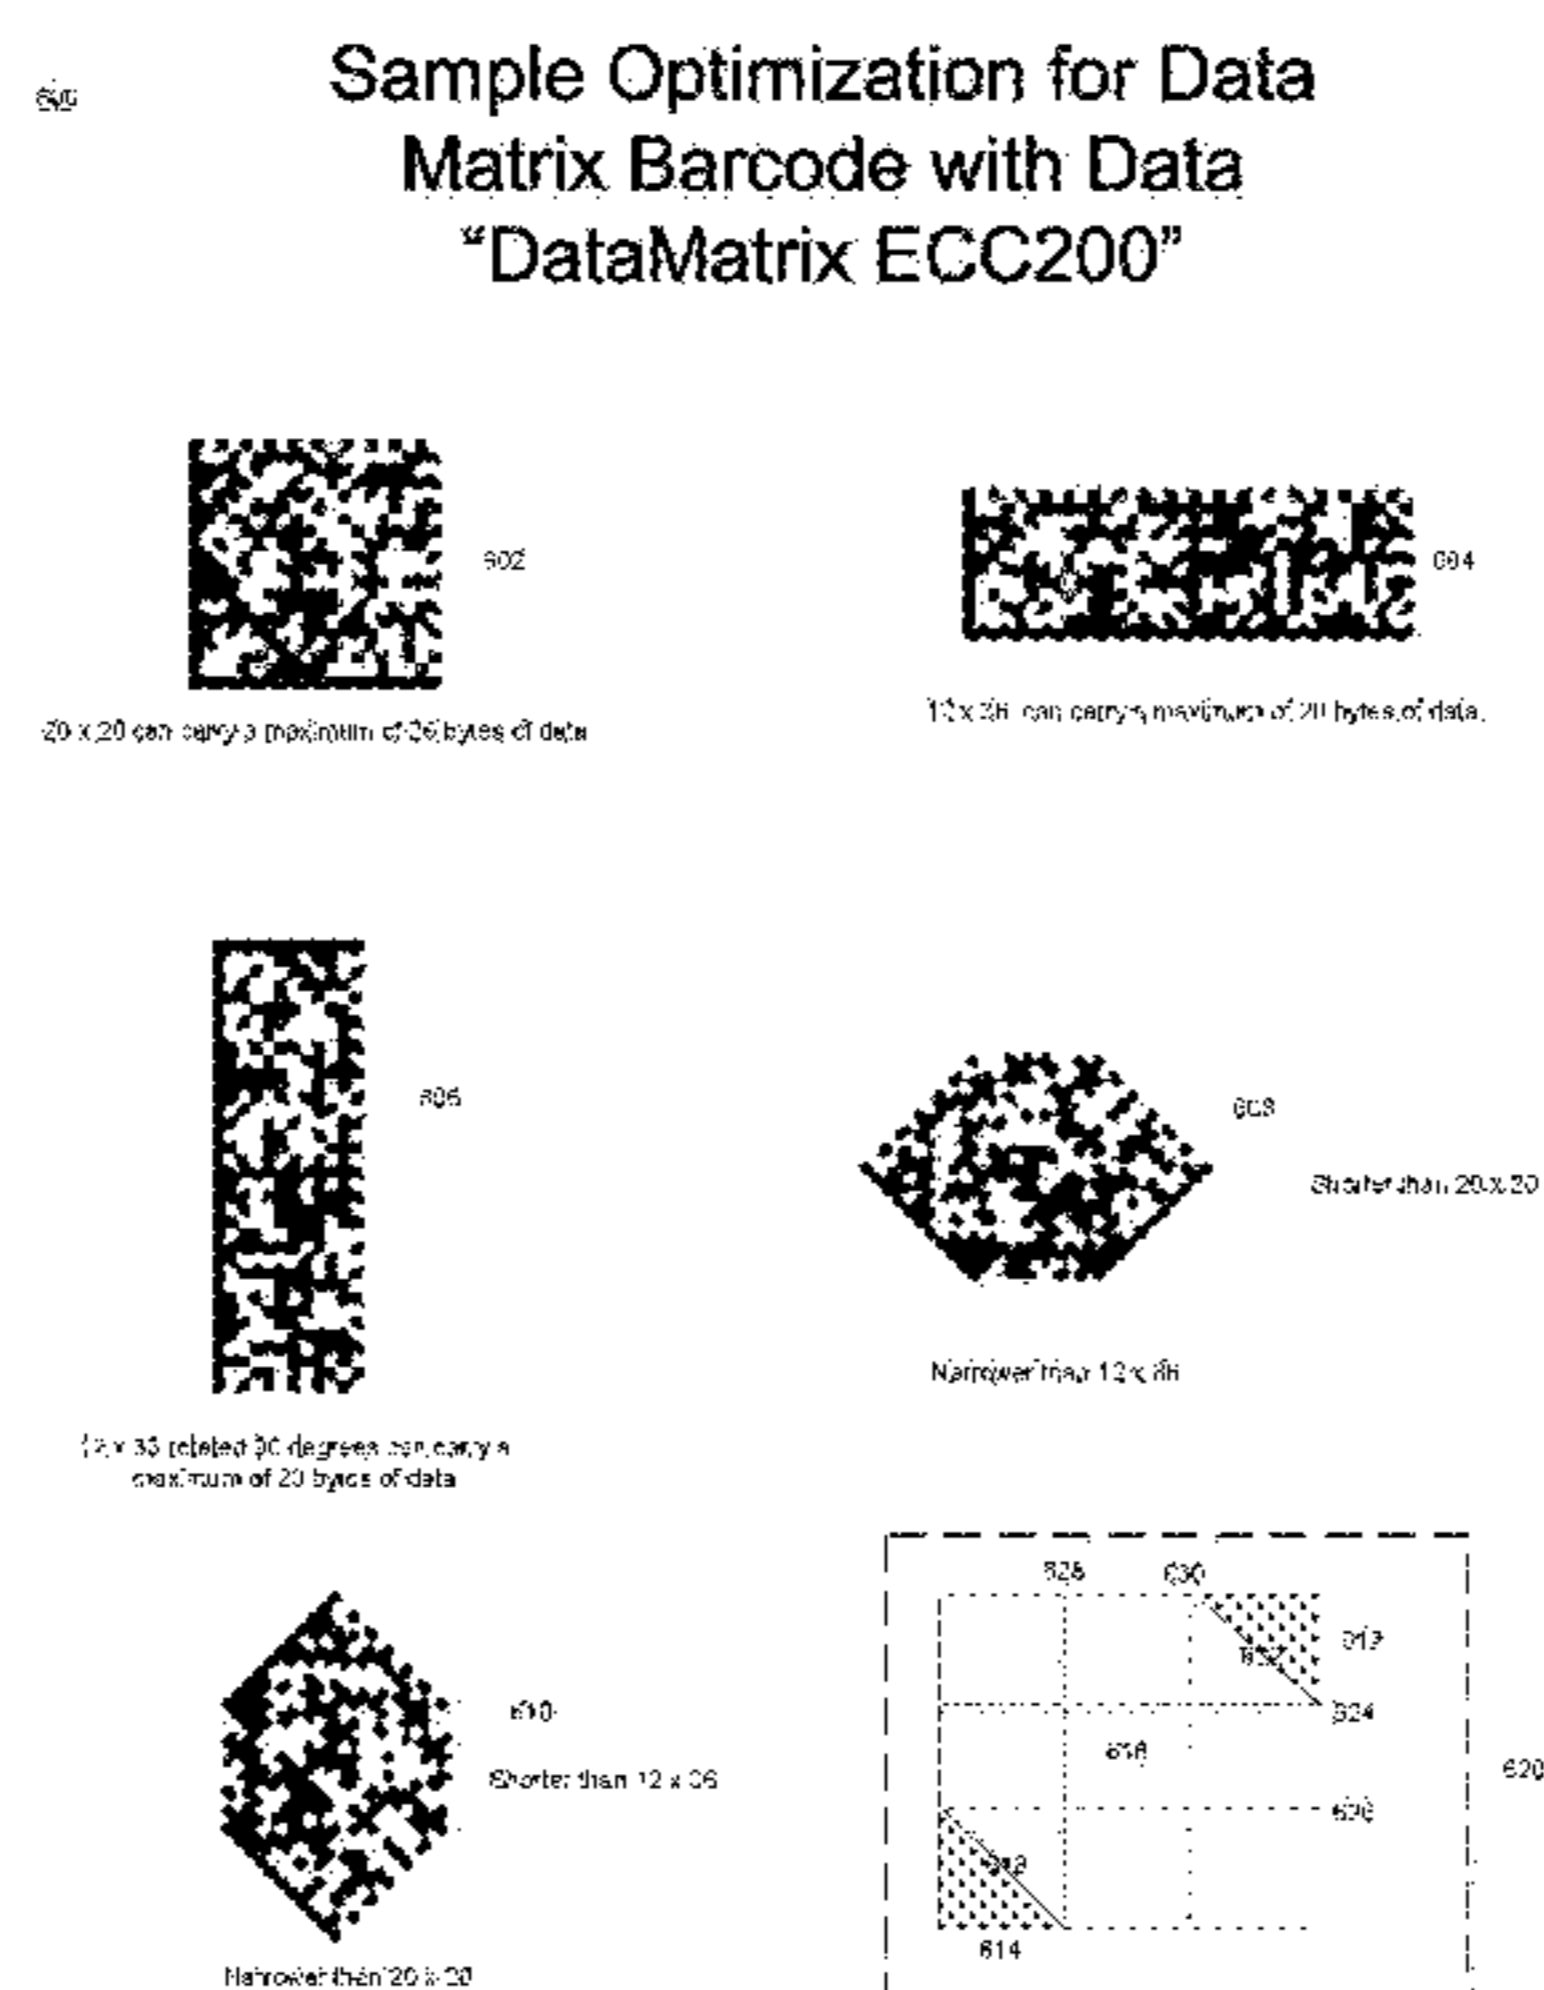 600
Sample Optimization for Data
Matrix Barcode with Data
“DataMatrix ECC200”
602
604
20 x 20 can carry a maximum of bytes of data
12 x 36 can carry a maximum of 20 bytes of data.
606
608
Shorter than 20 x 20
Narrower than 12 x 36
12 x 36 rotated 90 degrees can carry a
maximum of 20 bytes of data
628
630
612
610
624
Shorter than 12 x 36
616
620
626
614
Narrower than 20 x 20